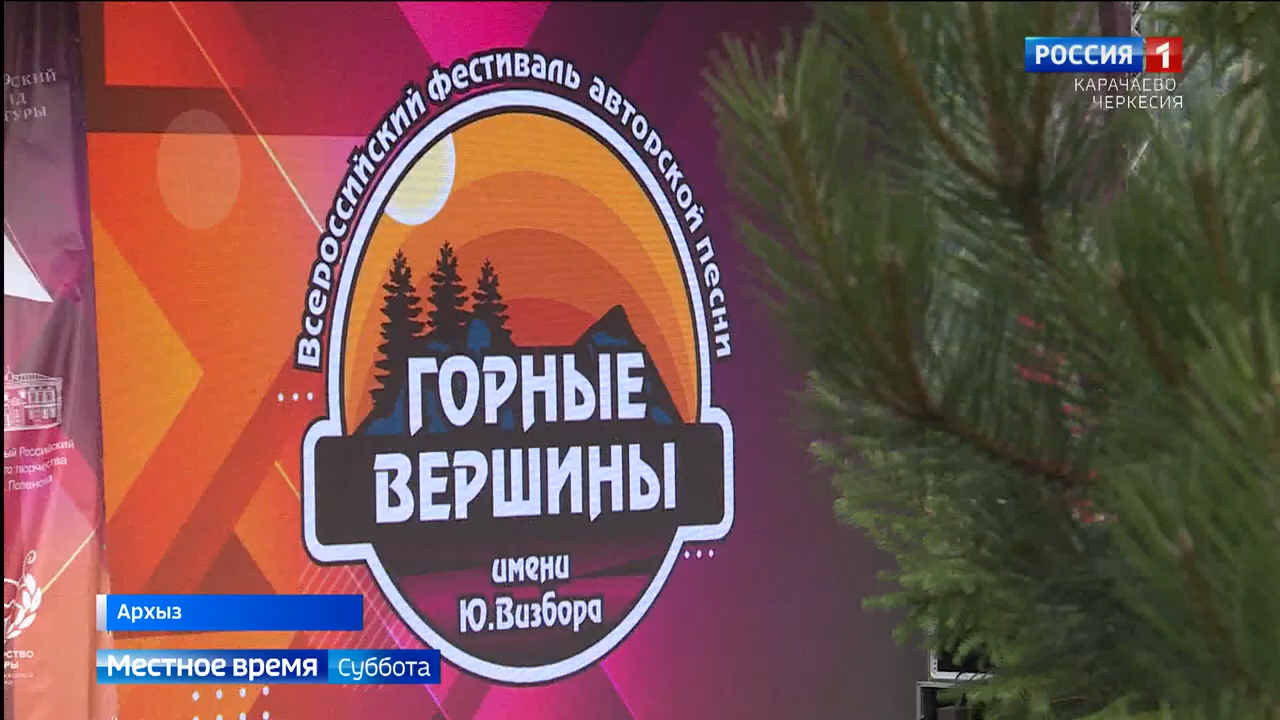 РОССИЯ 1
КАРАЧАЕВО
ЧЕРКЕСИЯ
Всероссийский фестиваль авторской песни
ГОРНЫЕ
ВЕРШИНЫ
имени
Ю.Визбора
Архыз
Местное время Суббота